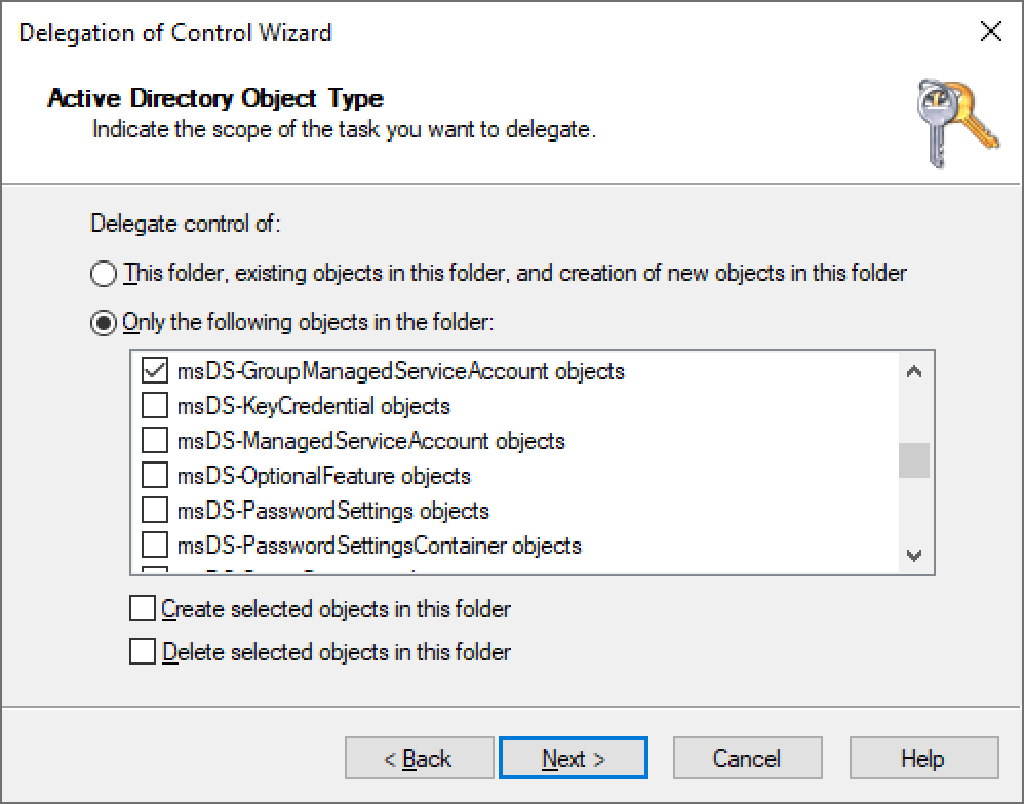 Delegation of Control Wizard
Active Directory Object Type
Indicate the scope of the task you want to delegate.
Delegate control of:
This folder, existing objects in this folder, and creation of new objects in this folder
Only the following objects in the folder:
msDS-GroupManagedServiceAccount objects
msDS-KeyCredential objects
msDS-ManagedServiceAccount objects
msDS-OptionalFeature objects
msDS-PasswordSettings objects
msDS-PasswordSettingsContainer objects
Create selected objects in this folder
Delete selected objects in this folder
< Back
Next >
Cancel
Help